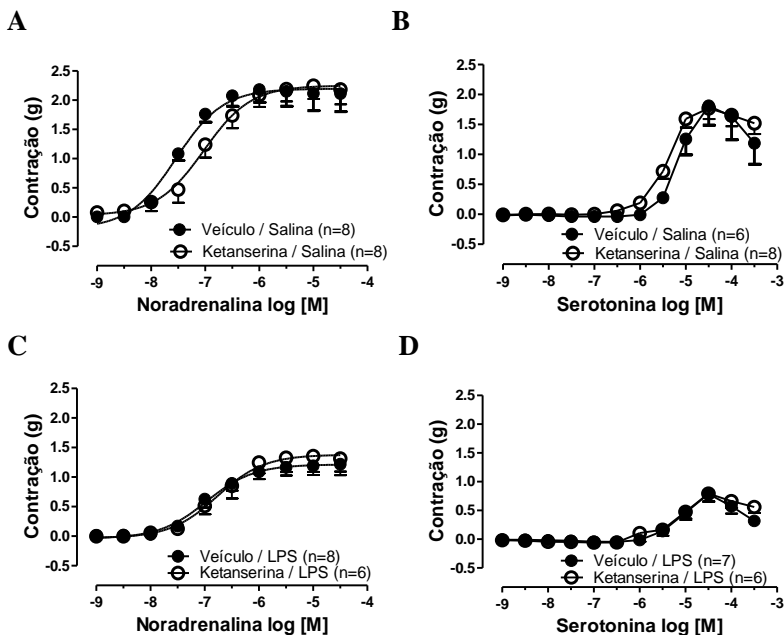 A
Contração (g)
2.5
2.0
1.5
1.0
0.5
0.0
-0.5
Veículo / Salina (n=8)
Ketanserina / Salina (n=8)
-9 -8 -7 -6 -5 -4
Noradrenalina log [M]
B
Contração (g)
2.5
2.0
1.5
1.0
0.5
0.0
-0.5
Veículo / Salina (n=6)
Ketanserina / Salina (n=8)
-9 -8 -7 -6 -5 -4 -3
Serotonina log [M]
C
Contração (g)
2.5
2.0
1.5
1.0
0.5
0.0
-0.5
Veículo / LPS (n=8)
Ketanserina / LPS (n=6)
-9 -8 -7 -6 -5 -4
Noradrenalina log [M]
D
Contração (g)
2.5
2.0
1.5
1.0
0.5
0.0
-0.5
Veículo / LPS (n=7)
Ketanserina / LPS (n=6)
-9 -8 -7 -6 -5 -4 -3
Serotonina log [M]